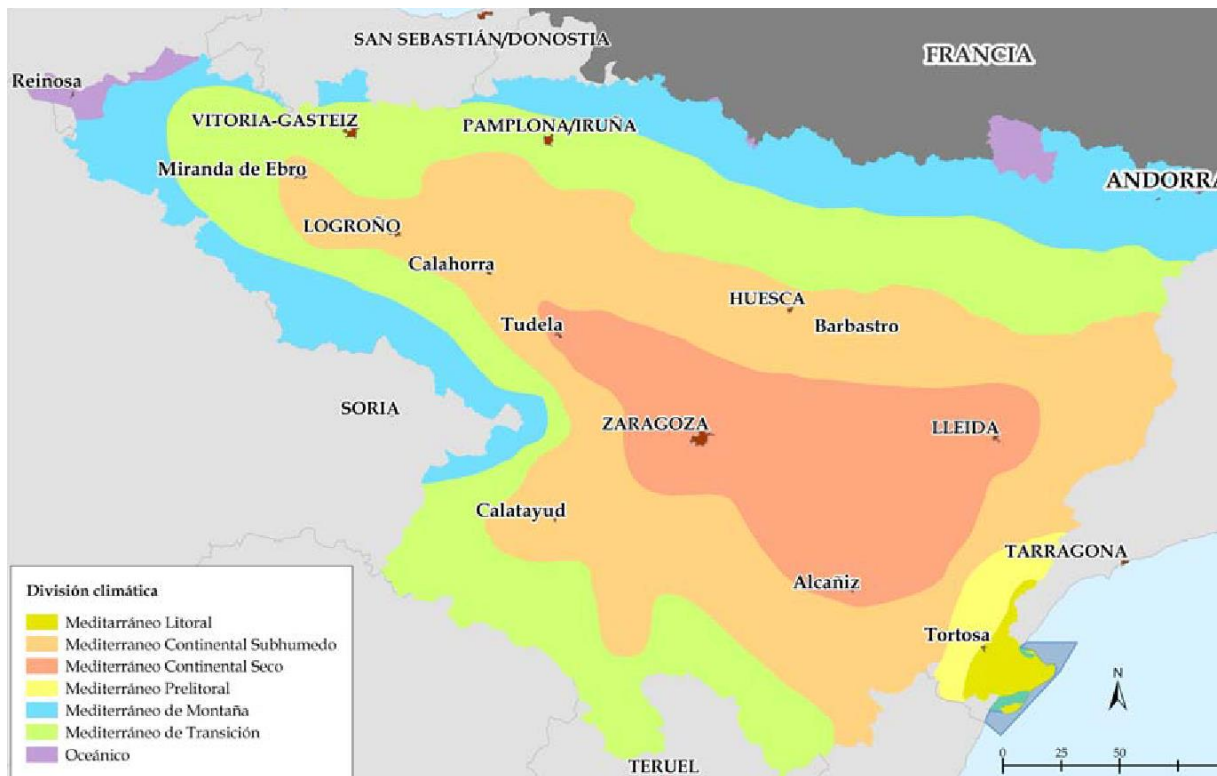 SAN SEBASTIÁN/DONOSTIA
FRANCIA
Reinosa
VITORIA-GASTEIZ
PAMPLONA/IRUÑA
Miranda de Ebro
ANDORRA
LOGROÑO
Calahorra
HUESCA
Barbastro
Tudela
SORIA
ZARAGOZA
LLEIDA
Calatayud
TARRAGONA
Alcañiz
Tortosa
TERUEL
División climática
Meditarráneo Litoral
Mediterraneo Continental Subhumedo
Mediterráneo Continental Seco
Mediterráneo Prelitoral
Mediterráneo de Montaña
Mediterráneo de Transición
Oceánico
N
0 25 50